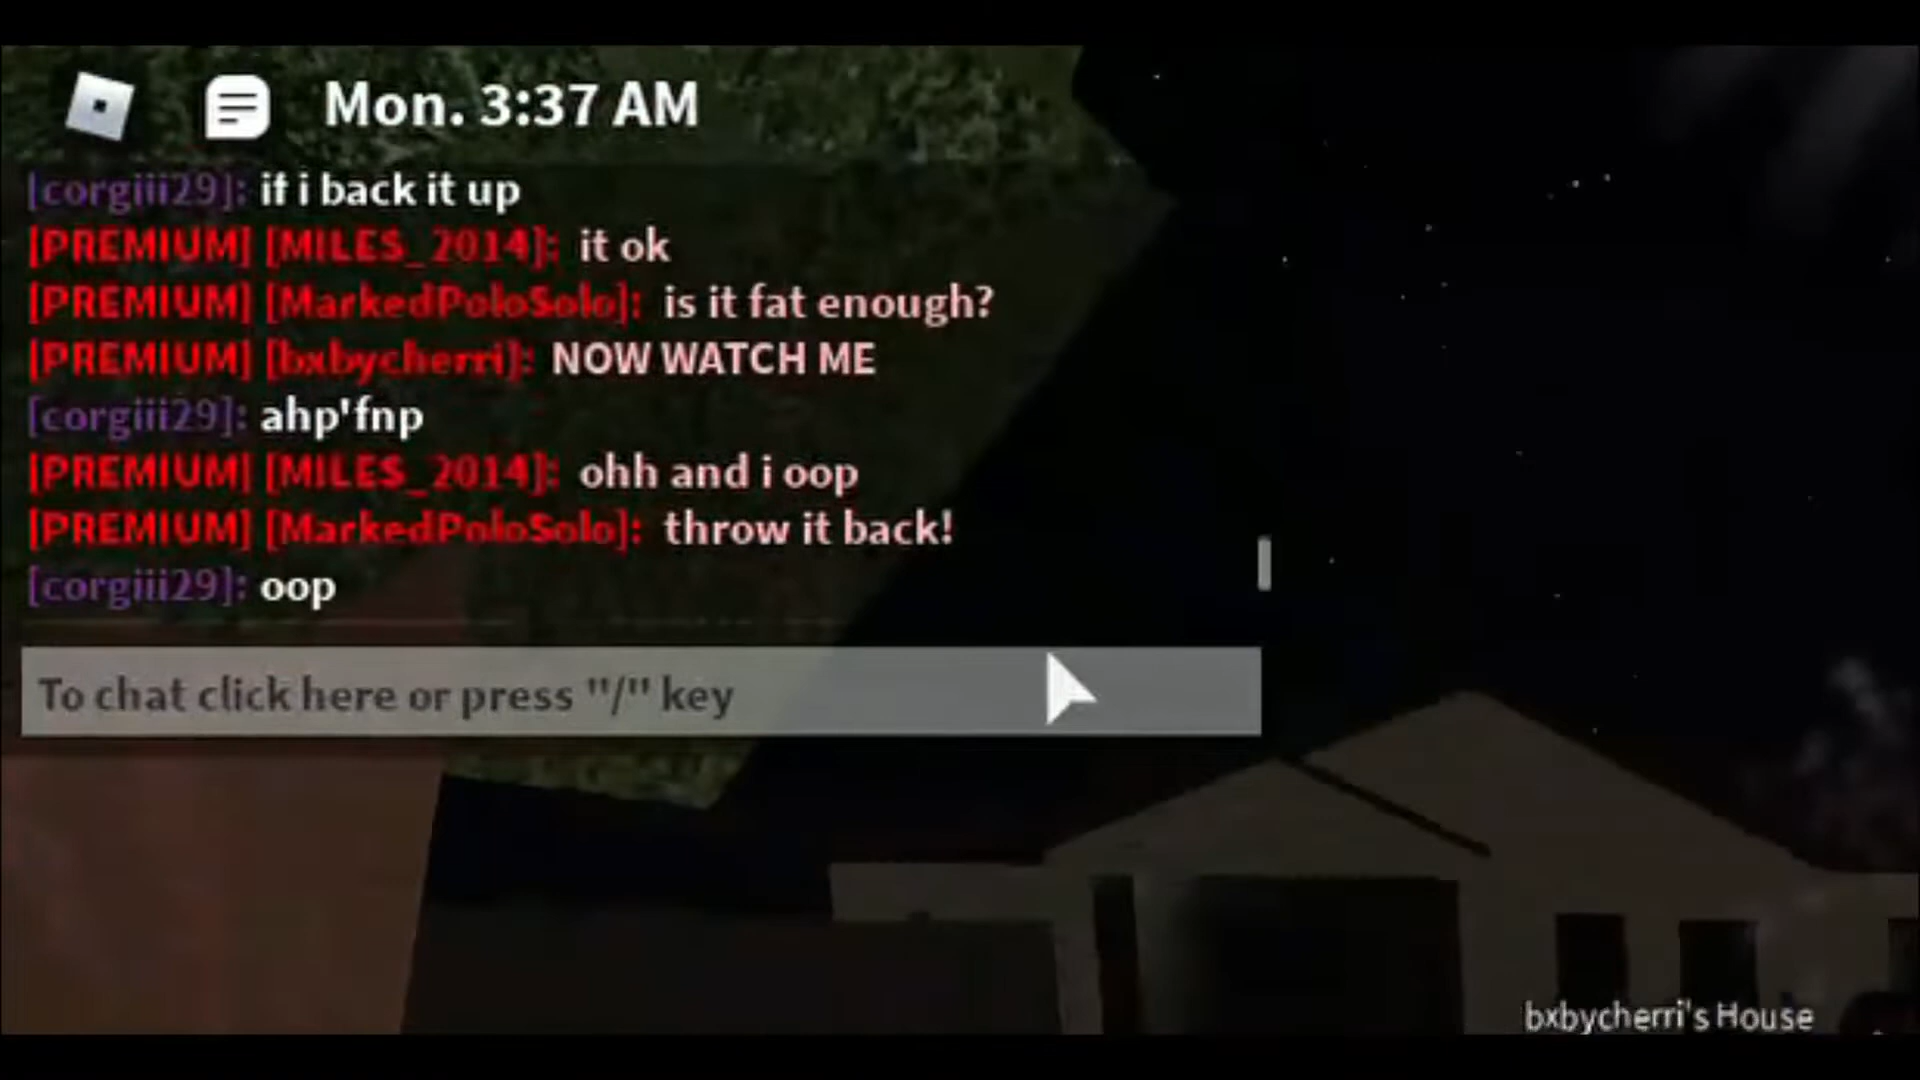 Mon. 3:37 AM
[corgiii29]: if i back it up
[PREMIUM] [MILES_2014]: it ok
[PREMIUM] [MarkedPoloSolo]: is it fat enough?
[PREMIUM] [bxbycherri]: NOW WATCH ME
[corgiii29]: ahp'fnp
[PREMIUM] [MILES_2014]: ohh and i oop
[PREMIUM] [MarkedPoloSolo]: throw it back!
[corgiii29]: oop
To chat click here or press "/" key
bxbycherri's House